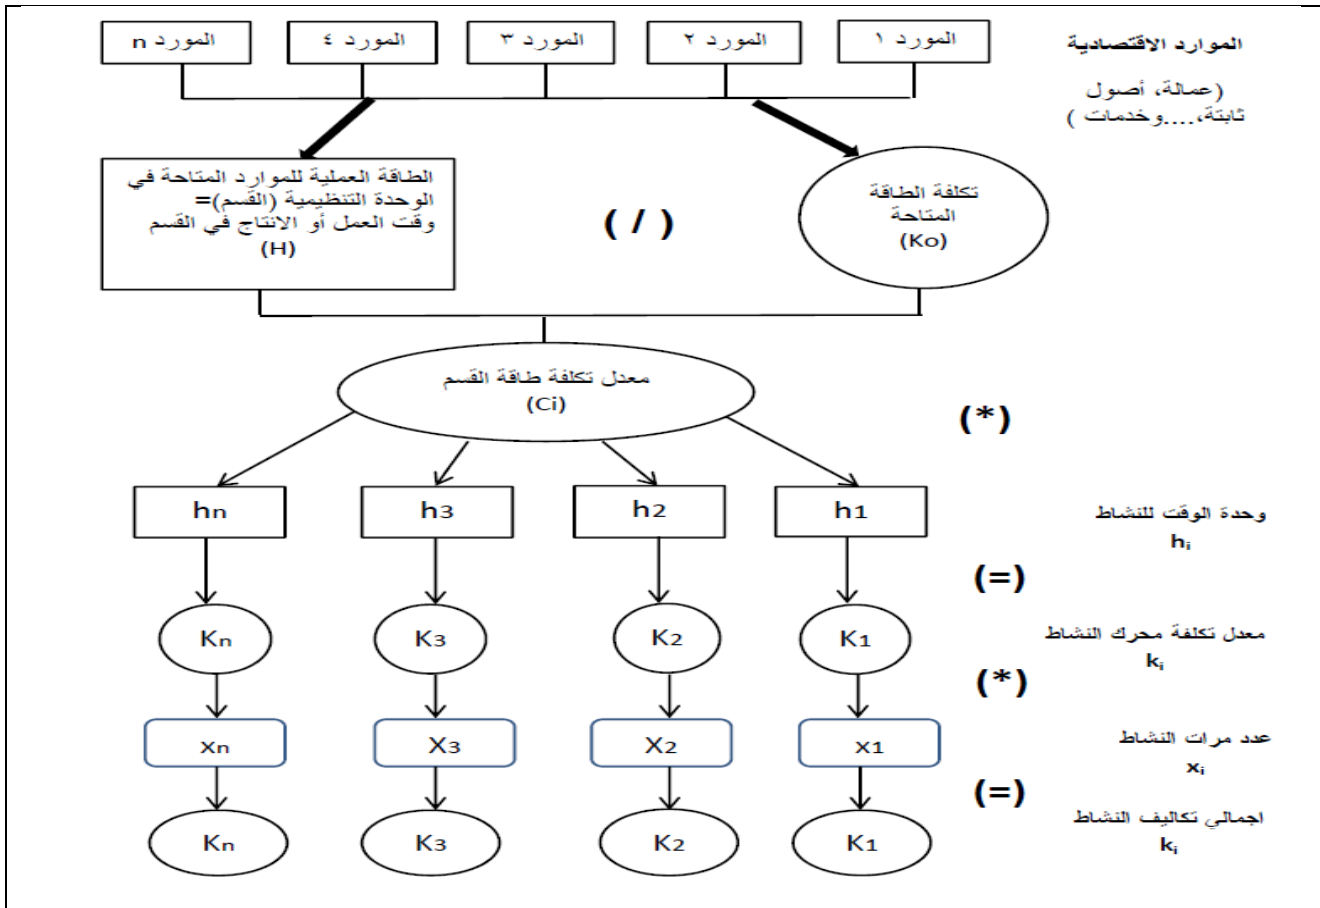 الموارد الاقتصادية
(عمالة، أصول
ثابتة،....وخدمات )
المورد ١
المورد ٢
المورد ٣
المورد ٤
المورد n
تكلفة الطاقة
المتاحة
(Ko)
( / )
الطاقة العملية للموارد المتاحة في
الوحدة التنظيمية (القسم)=
وقت العمل أو الانتاج في القسم
(H)
معدل تكلفة طاقة القسم
(Ci)
(*)
وحدة الوقت للنشاط
hi
h1
h2
h3
hn
(=)
معدل تكلفة محرك النشاط
ki
K1
K2
K3
Kn
(*)
عدد مرات النشاط
xi
x1
X2
X3
xn
(=)
اجمالي تكاليف النشاط
ki
K1
K2
K3
Kn